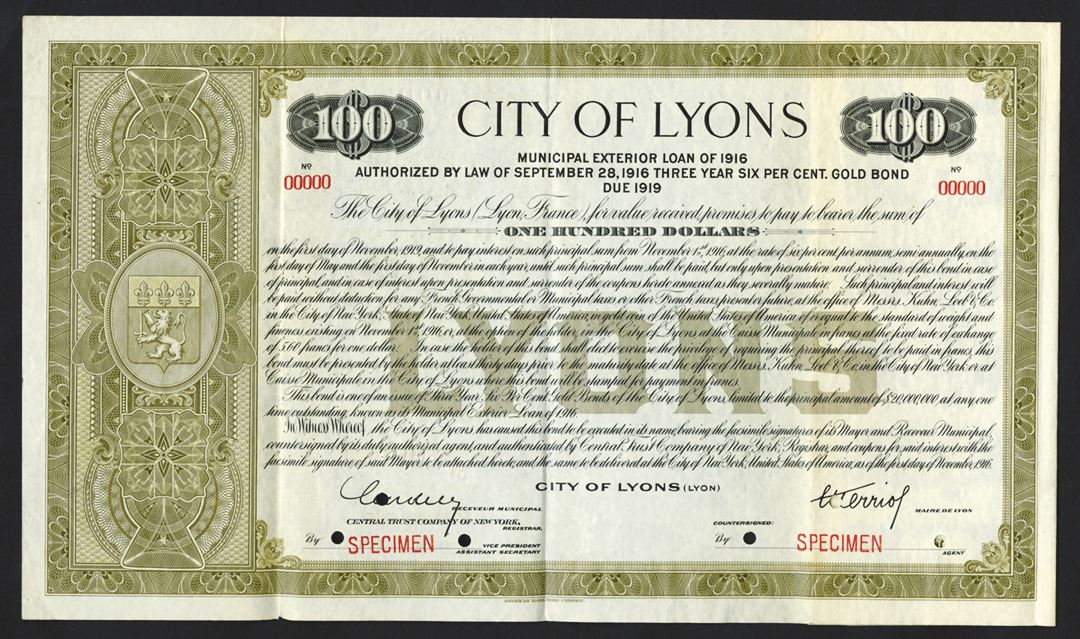 100 CITY OF LYONS 100
MUNICIPAL EXTERIOR LOAN OF 1916
AUTHORIZED BY LAW OF SEPTEMBER 28, 1916 THREE YEAR SIX PER CENT. GOLD BOND
DUE 1919
Nº
00000
Nº
00000
The City of Lyons (Lyon, France), for value received, promises to pay to bearer the sum of
ONE HUNDRED DOLLARS
on the first day of November, 1919, and to pay interest on such principal sum from November 1st, 1916, at the rate of six per cent per annum, semi-annually, on the
first day of May and the first day of November in each year, until such principal sum shall be paid, but only upon presentation and surrender of this bond in case
of principal, and in case of interest upon presentation and surrender of the coupons hereto annexed as they severally mature. Such principal and interest will
be paid without deduction for any French Governmental or Municipal taxes or other French taxes, present or future, at the office of Messrs. Kuhn, Loeb & Co.
in the City of New York, State of New York, United States of America, in gold coin of the United States of America of or equal to the standard of weight and
fineness existing on November 1st, 1916, or, at the option of the holder, in the City of Lyons at the Caisse Municipale in francs at the fixed rate of exchange
of 5.60 francs for one dollar. In case the holder of this bond shall elect to exercise the privilege of requiring the principal thereof to be paid in francs, this
bond must be presented by the holder at least thirty days prior to the maturity date at the office of Messrs. Kuhn, Loeb & Co. in the City of New York or at
Caisse Municipale in the City of Lyons where this bond will be stamped for payment in francs.
This bond is one of an issue of Three Year Six Per Cent. Gold Bonds of the City of Lyons, limited to the principal amount of $20,000,000 at any one
time outstanding, known as its Municipal Exterior Loan of 1916.
In Witness Whereof, the City of Lyons has caused this bond to be executed in its name, bearing the facsimile signatures of its Mayor and Receveur Municipal,
countersigned by its duly authorized agent, and authenticated by Central Trust Company of New York, Registrar, and coupons for said interest with the
facsimile signature of said Mayor to be attached hereto, and the same to be delivered at the City of New York, United States of America, as of the first day of November, 1916.
LYONS
CITY OF LYONS (LYON)
RECEVEUR MUNICIPAL
MAIRE DE LYON
CENTRAL TRUST COMPANY OF NEW YORK,
REGISTRAR,
COUNTERSIGNED:
By SPECIMEN
VICE PRESIDENT
ASSISTANT SECRETARY
By SPECIMEN
AGENT
AMERICAN BANK NOTE COMPANY.